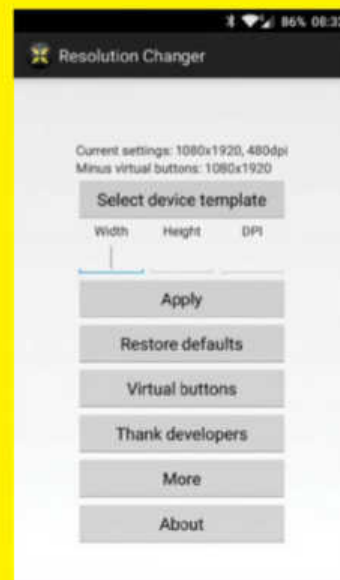 86% 08:3
Resolution Changer
Current settings: 1080x1920, 480dpi
Minus virtual buttons: 1080x1920
Select device template
Width Height DPI
Apply
Restore defaults
Virtual buttons
Thank developers
More
About